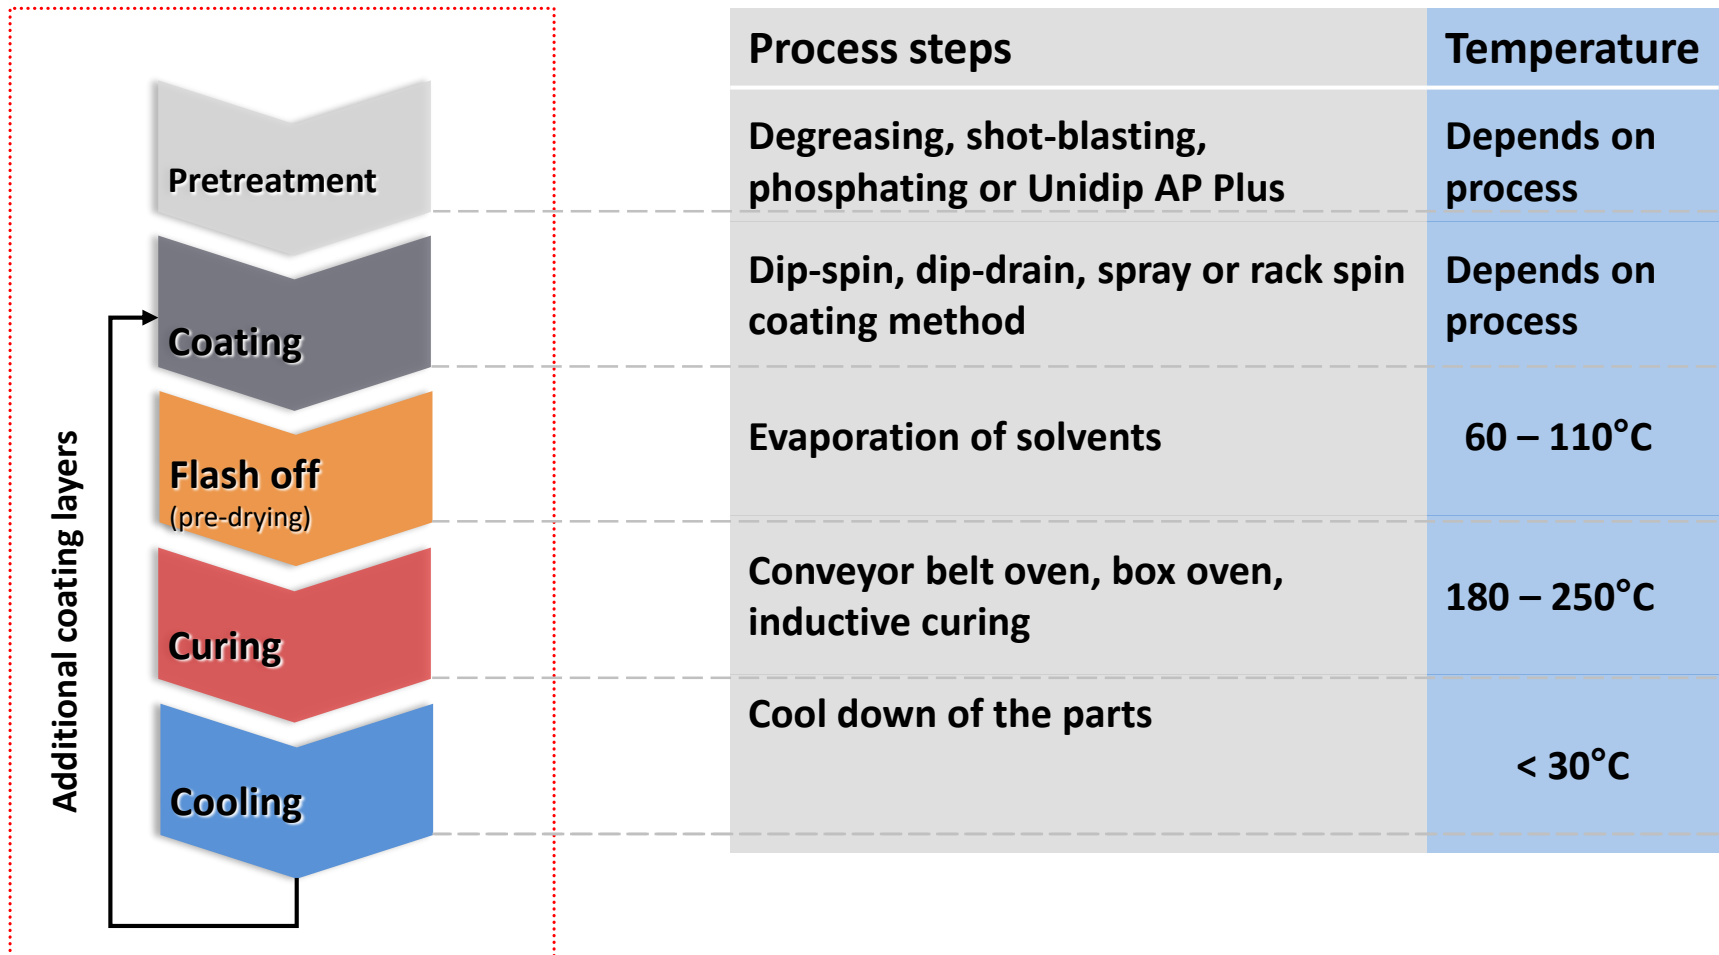 Process steps
Temperature
Pretreatment
Degreasing, shot-blasting,
phosphating or Unidip AP Plus
Depends on
process
Coating
Dip-spin, dip-drain, spray or rack spin
coating method
Depends on
process
Flash off
(pre-drying)
Evaporation of solvents
60 – 110°C
Curing
Conveyor belt oven, box oven,
inductive curing
180 – 250°C
Cooling
Cool down of the parts
< 30°C
Additional coating layers